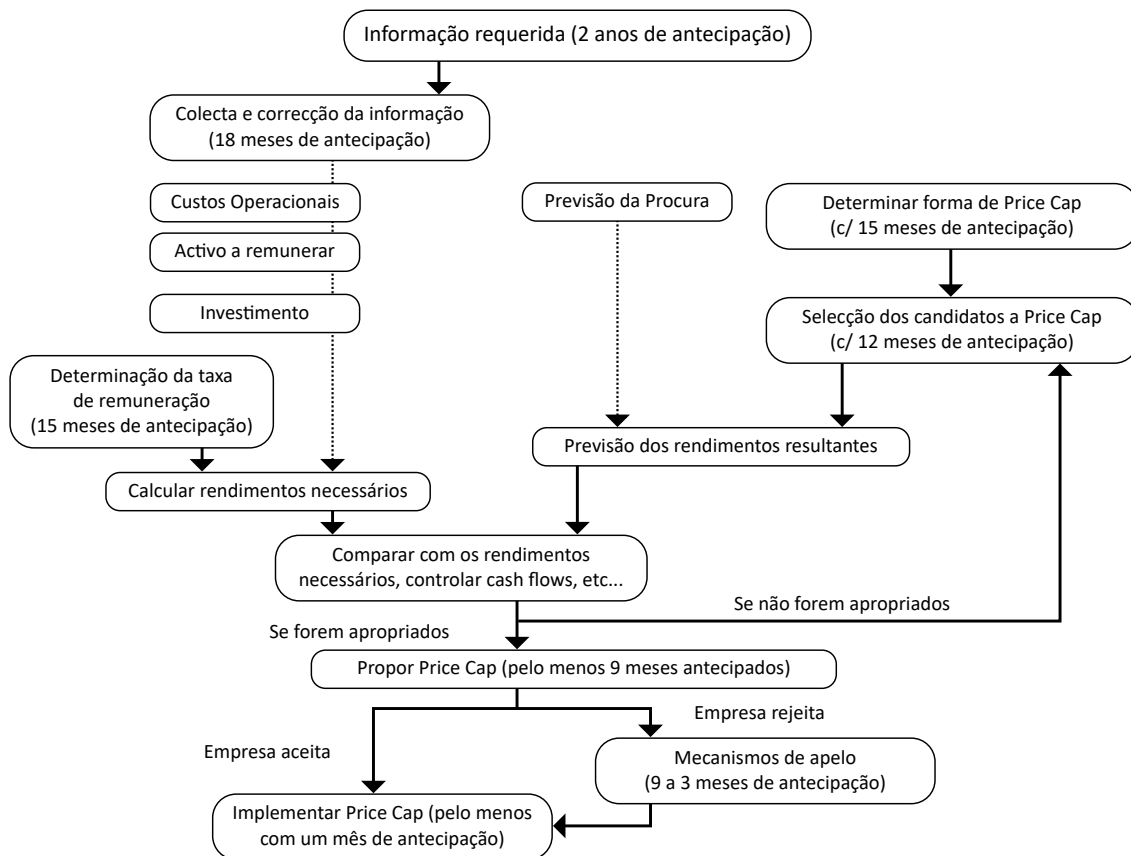 Informação requerida (2 anos de antecipação)
Colecta e correcção da informação
(18 meses de antecipação)
Custos Operacionais
Previsão da Procura
Determinar forma de Price Cap
(c/ 15 meses de antecipação)
Activo a remunerar
Investimento
Selecção dos candidatos a Price Cap
(c/ 12 meses de antecipação)
Determinação da taxa
de remuneração
(15 meses de antecipação)
Previsão dos rendimentos resultantes
Calcular rendimentos necessários
Comparar com os rendimentos
necessários, controlar cash flows, etc...
Se não forem apropriados
Se forem apropriados
Propor Price Cap (pelo menos 9 meses antecipados)
Empresa rejeita
Empresa aceita
Mecanismos de apelo
(9 a 3 meses de antecipação)
Implementar Price Cap (pelo menos
com um mês de antecipação)